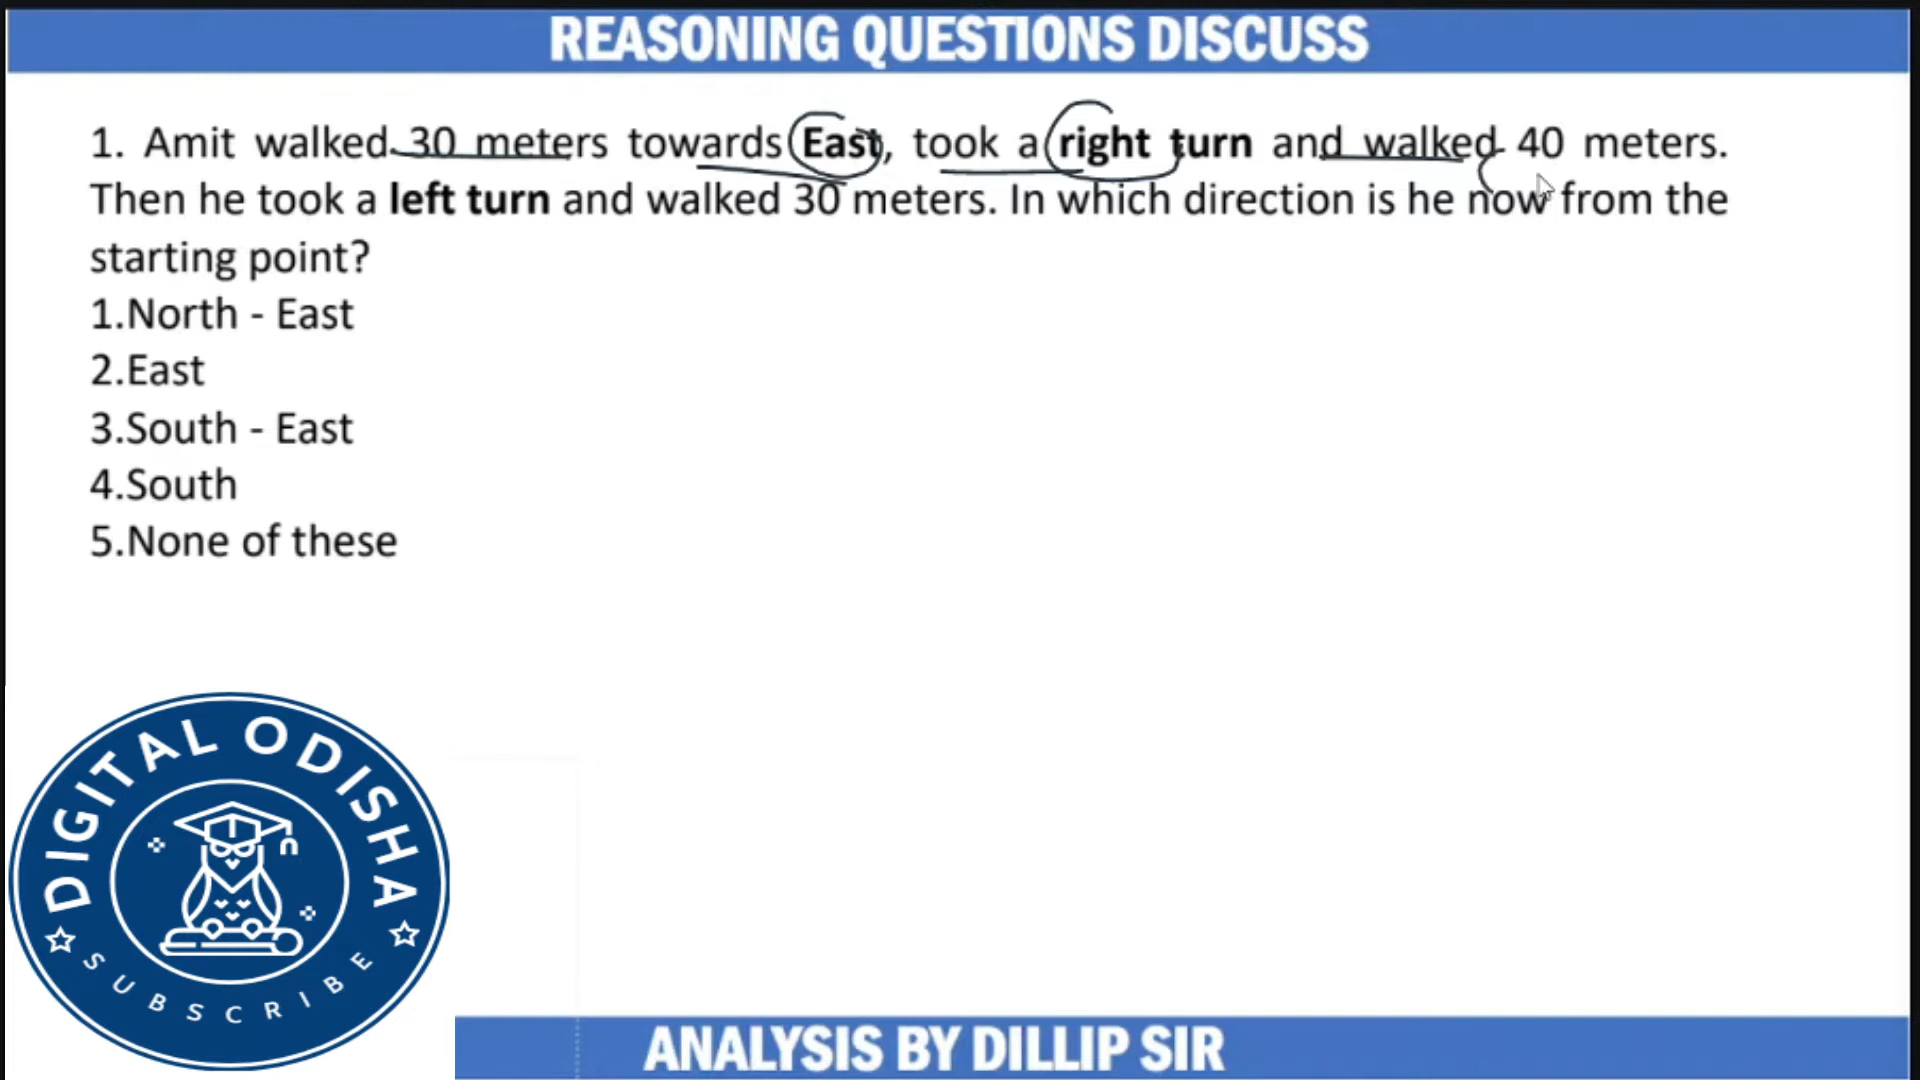 REASONING QUESTIONS DISCUSS
1. Amit walked 30 meters towards East, took a right turn and walked 40 meters.
Then he took a left turn and walked 30 meters. In which direction is he now from the
starting point?
1.North - East
2.East
3.South - East
4.South
5.None of these
DIGITAL ODISHA
SUBSCRIBE
ANALYSIS BY DILLIP SIR